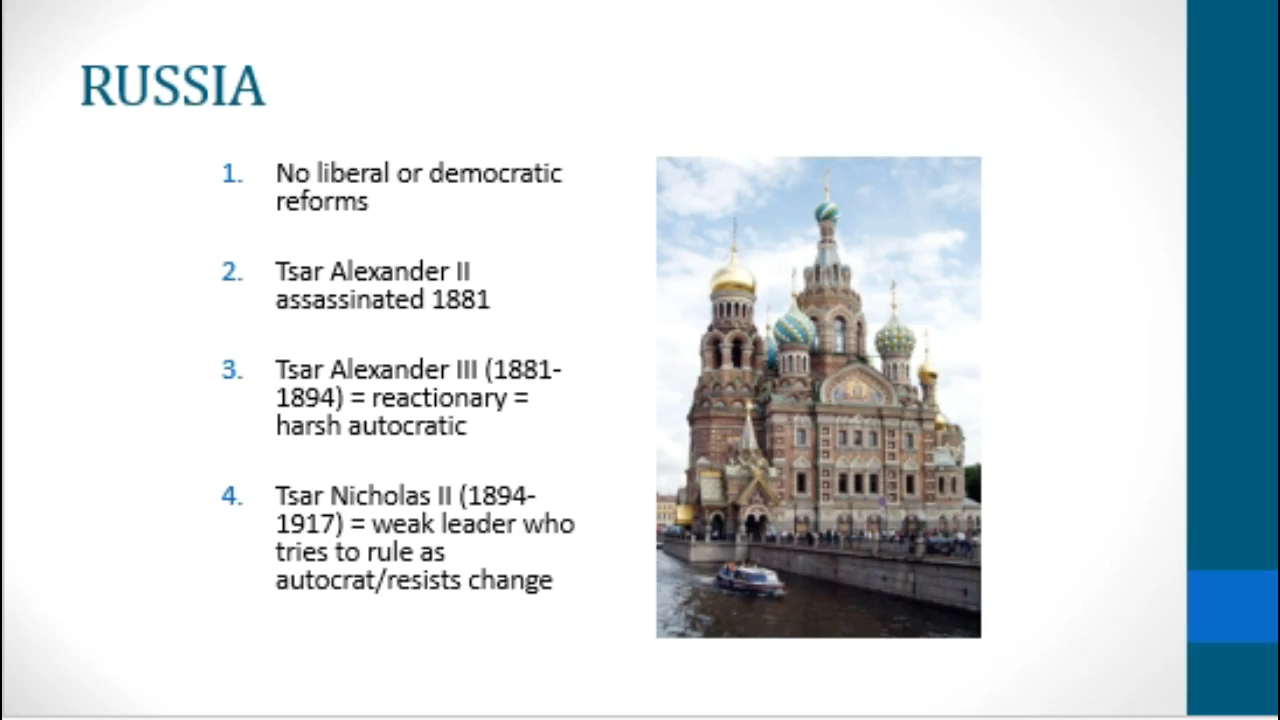 RUSSIA
1. No liberal or democratic
reforms
2. Tsar Alexander II
assassinated 1881
3. Tsar Alexander III (1881-
1894) = reactionary =
harsh autocratic
4. Tsar Nicholas II (1894-
1917) = weak leader who
tries to rule as
autocrat/resists change